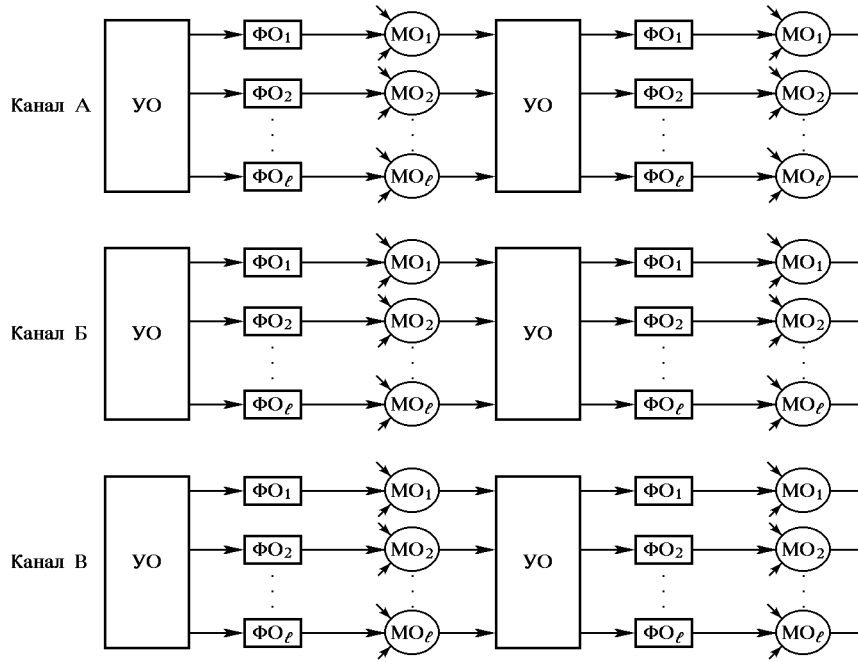 ФО₁ МО₁ ФО₁ МО₁
Канал А УО ФО₂ МО₂ УО ФО₂ МО₂
ФОℓ МОℓ ФОℓ МОℓ
ФО₁ МО₁ ФО₁ МО₁
Канал Б УО ФО₂ МО₂ УО ФО₂ МО₂
ФОℓ МОℓ ФОℓ МОℓ
ФО₁ МО₁ ФО₁ МО₁
Канал В УО ФО₂ МО₂ УО ФО₂ МО₂
ФОℓ МОℓ ФОℓ МОℓ